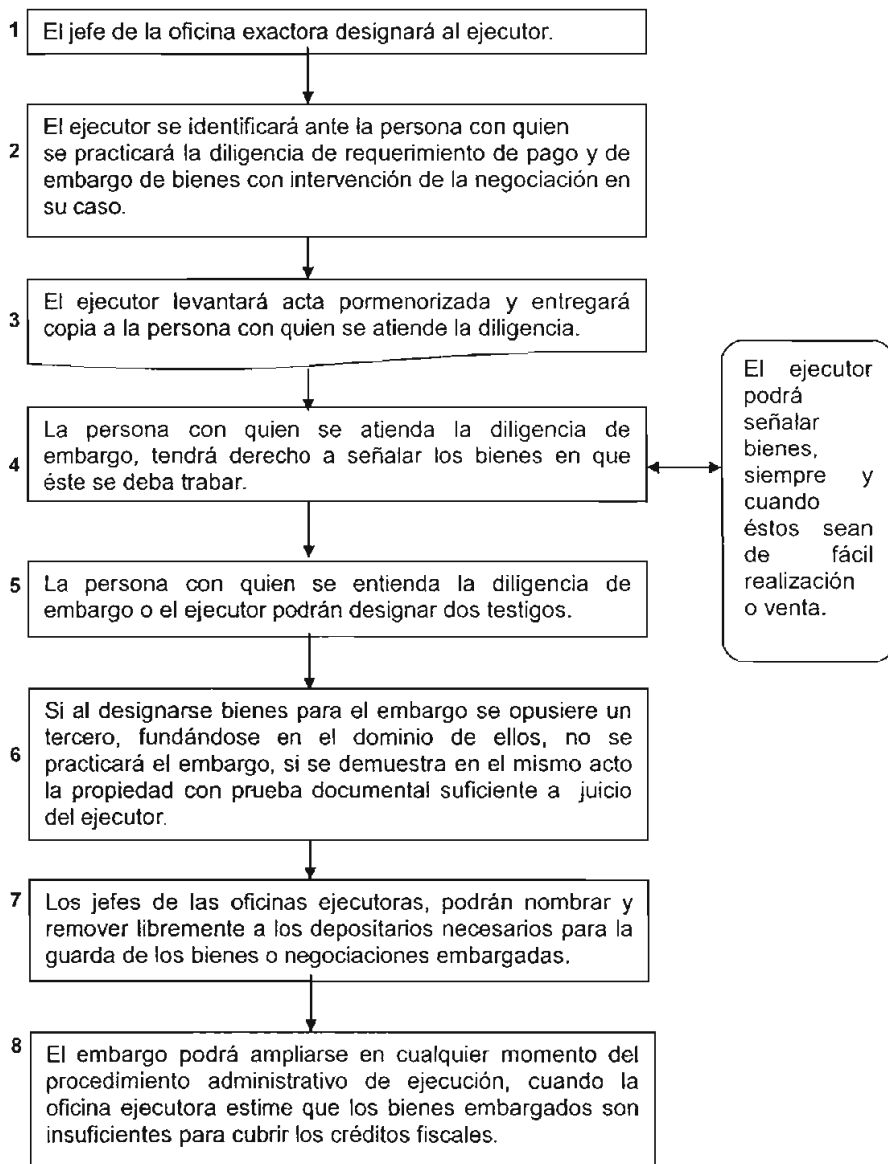 1 El jefe de la oficina exactora designará al ejecutor.
2 El ejecutor se identificará ante la persona con quien
se practicará la diligencia de requerimiento de pago y de
embargo de bienes con intervención de la negociación en
su caso.
3 El ejecutor levantará acta pormenorizada y entregará
copia a la persona con quien se atiende la diligencia.
4 La persona con quien se atienda la diligencia de
embargo, tendrá derecho a señalar los bienes en que
éste se deba trabar.
El ejecutor
podrá
señalar
bienes,
siempre y
cuando
éstos sean
de fácil
realización
o venta.
5 La persona con quien se entienda la diligencia de
embargo o el ejecutor podrán designar dos testigos.
6 Si al designarse bienes para el embargo se opusiere un
tercero, fundándose en el dominio de ellos, no se
practicará el embargo, si se demuestra en el mismo acto
la propiedad con prueba documental suficiente a juicio
del ejecutor.
7 Los jefes de las oficinas ejecutoras, podrán nombrar y
remover libremente a los depositarios necesarios para la
guarda de los bienes o negociaciones embargadas.
8 El embargo podrá ampliarse en cualquier momento del
procedimiento administrativo de ejecución, cuando la
oficina ejecutora estime que los bienes embargados son
insuficientes para cubrir los créditos fiscales.